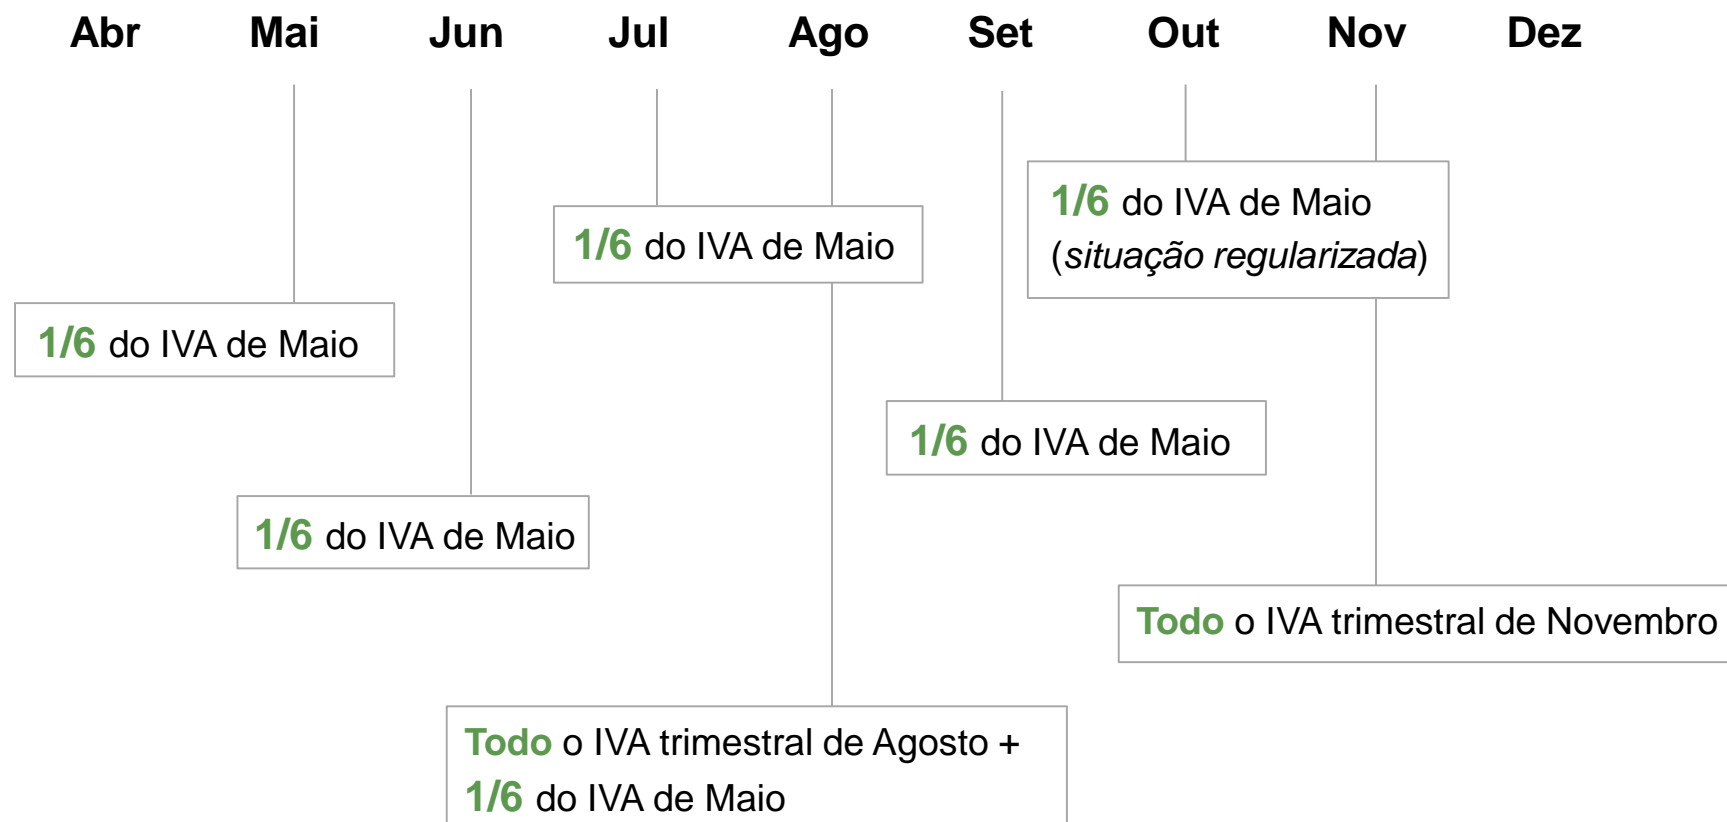 Abr Mai Jun Jul Ago Set Out Nov Dez
1/6 do IVA de Maio
(situação regularizada)
1/6 do IVA de Maio
1/6 do IVA de Maio
1/6 do IVA de Maio
1/6 do IVA de Maio
Todo o IVA trimestral de Novembro
Todo o IVA trimestral de Agosto +
1/6 do IVA de Maio